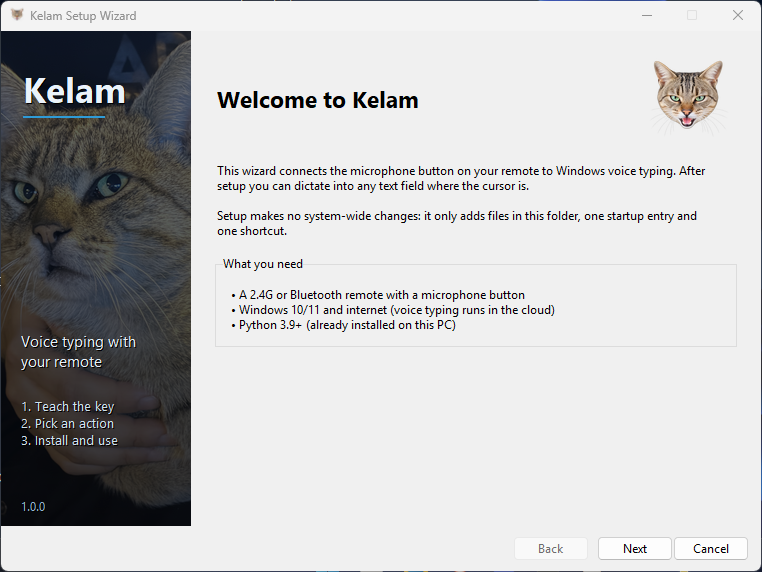 Kelam Setup Wizard
Kelam
Voice typing with
your remote
1. Teach the key
2. Pick an action
3. Install and use
1.0.0
Welcome to Kelam
This wizard connects the microphone button on your remote to Windows voice typing. After
setup you can dictate into any text field where the cursor is.
Setup makes no system-wide changes: it only adds files in this folder, one startup entry and
one shortcut.
What you need
• A 2.4G or Bluetooth remote with a microphone button
• Windows 10/11 and internet (voice typing runs in the cloud)
• Python 3.9+ (already installed on this PC)
Back
Next
Cancel